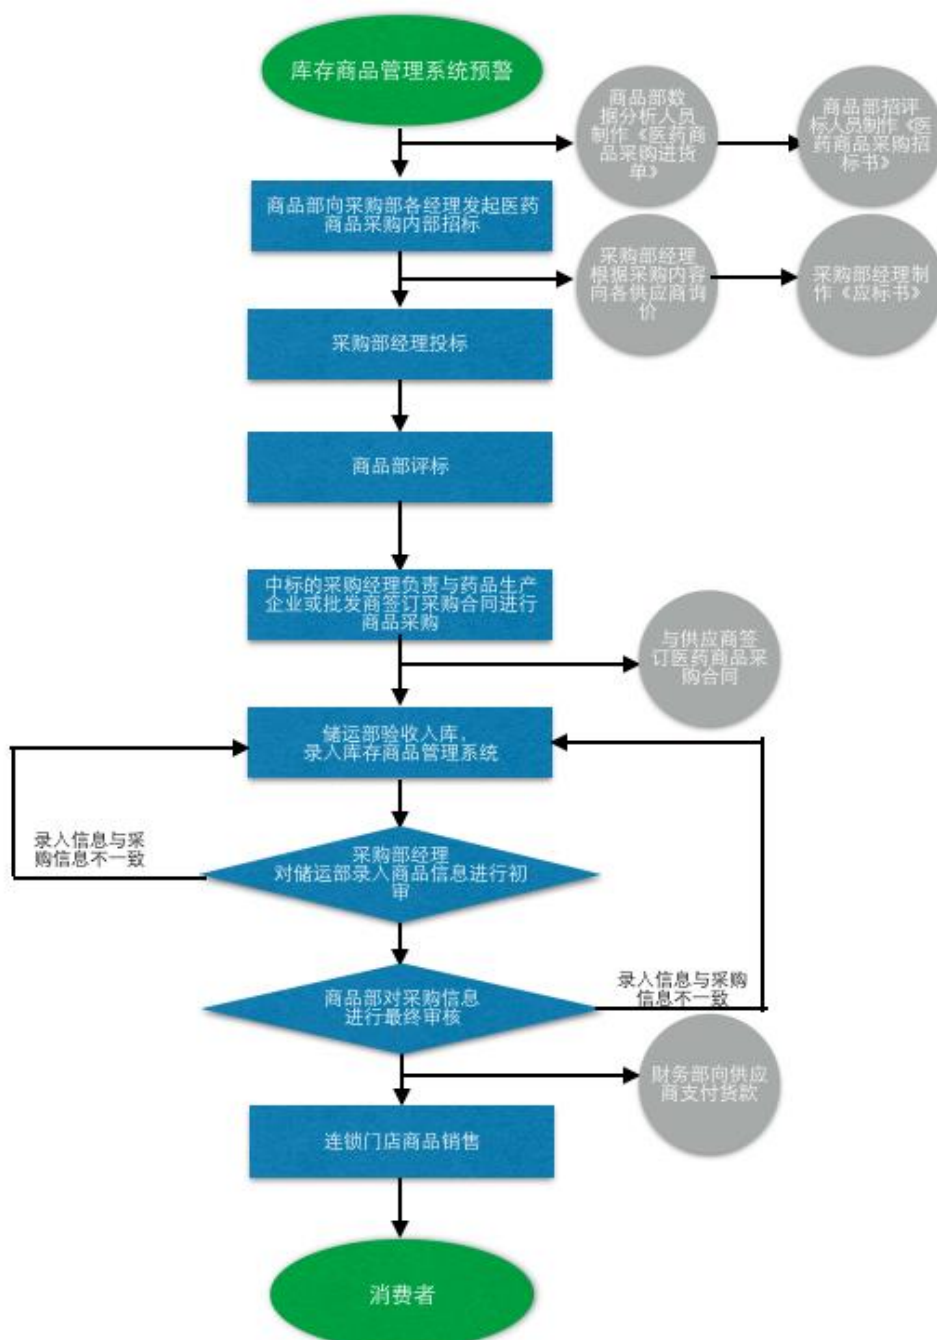 库存商品管理系统预警
商品部数
据分析人员
制作《医药商
品采购进货
单》
商品部招评
标人员制作《医
药商品采购招
标书》
商品部向采购部各经理发起医药
商品采购内部招标
采购部经理
根据采购内容
向各供应商询
价
采购部经理制
作《应标书》
采购部经理投标
商品部评标
中标的采购经理负责与药品生产
企业或批发商签订采购合同进行
商品采购
与供应商签
订医药商品采
购合同
储运部验收入库,
录入库存商品管理系统
录入信息与采
购信息不一致
采购部经理
对储运部录入商品信息进行初
审
商品部对采购信息
进行最终审核
录入信息与采购
信息不一致
财务部向供应
商支付货款
连锁门店商品销售
消费者